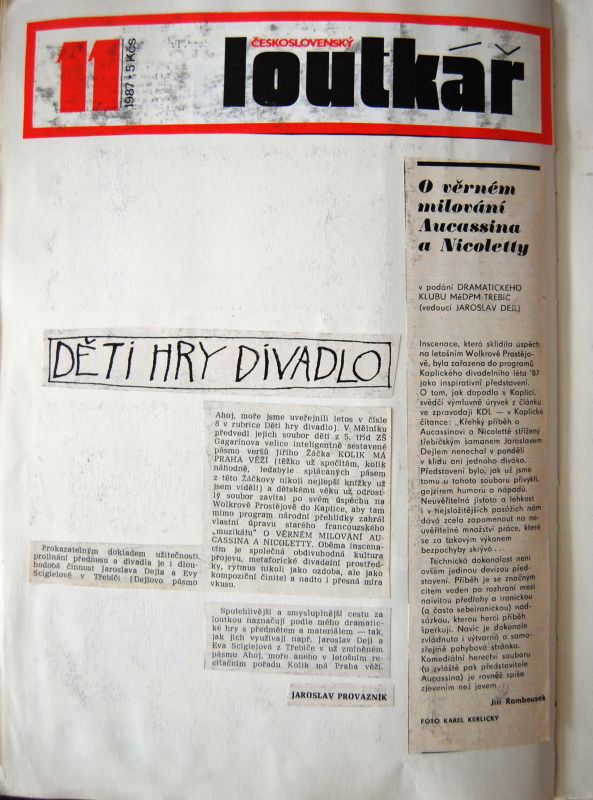 11
1987 • 5 Kčs
ČESKOSLOVENSKÝ
loutkář
DĚTI HRY DIVADLO
Prokazatelným dokladem užitečnosti
prolínání přednesu a divadla je i dlou-
hodobá činnost Jaroslava Dejla a Evy
Scigielové v Třebíči (Dejlovo pásmo
Ahoj, moře jsme uveřejnili letos v čísle
8 v rubrice Děti hry divadlo). V Mělníku
předvedl jejich soubor dětí z 5. tříd ZŠ
Gagarinova velice inteligentně sestavené
pásmo veršů Jiřího Žáčka KOLIK MÁ
PRAHA VĚŽÍ (těžko už spočítám, kolik
náhodně, ledabyle splácaných pásem
z této Žáčkovy nikoli nejlepší knížky už
jsem viděl!) a dětskému věku už odrost-
lý soubor zavítal po svém úspěchu na
Wolkrově Prostějově do Kaplice, aby tam
mimo program národní přehlídky zahrál
vlastní úpravu starého francouzského
„muzikálu" O VĚRNÉM MILOVÁNÍ AU-
CASSINA A NICOLETTY. Oběma inscena-
cím je společná obdivuhodná kultura
projevu, metaforické divadelní prostřed-
ky, rytmus nikoli jako ozdoba, ale jako
kompoziční činitel a nadto i přesná míra
vkusu.
Spolehlivější a smysluplnější cestu za
loutkou naznačují podle mého dramatic-
ké hry s předmětem a materiálem — tak,
jak jich využívají např. Jaroslav Dejl a
Eva Scigielová z Třebíče v už zmíněném
pásmu Ahoj, moře anebo v letošním re-
citačním pořadu Kolik má Praha věží.
JAROSLAV PROVAZNÍK
O věrném
milování
Aucassina
a Nicoletty
v podání DRAMATICKÉHO
KLUBU MěDPM TŘEBÍČ
(vedoucí JAROSLAV DEJL)
Inscenace, která sklidila úspěch
na letošním Wolkrově Prostějo-
vě, byla zařazena do programů
Kaplického divadelního léta '87
jako inspirativní představení.
O tom, jak dopadla v Kaplici,
svědčí výmluvně úryvek z článku
ve zpravodaji KDL — v Kaplické
čítance: „Křehký příběh o
Aucassinovi a Nicolettě střižený
třebíčským šamanem Jaroslavem
Dejlem nenechal v pondělí
v klidu ani jednoho diváka.
Představení bylo, jak už jsme
tomu u tohoto souboru přivykli,
gejzírem humoru a nápadů.
Neuvěřitelná jistota a lehkost
i v nejsložitějších pasážích nám
dává zcela zapomenout na ne-
uvěřitelné množství práce, které
se za takovým výkonem
bezpochyby skrývá . . .
Technická dokonalost není
ovšem jedinou devízou před-
stavení. Příběh je se značným
citem veden po rozhraní mezi
naivitou předlohy a ironickou
(a často sebeironickou) nad-
sázkou, kterou herci příběh
šperkují. Navíc je dokonale
zvládnuta i výtvarná a samo-
zřejmě pohybová stránka.
Komediální herectví souboru
(a zvláště pak představitele
Aucassina) je rovněž spíše
zjevením než jevem . . .
Jiří Rambousek
FOTO KAREL KERLICKÝ